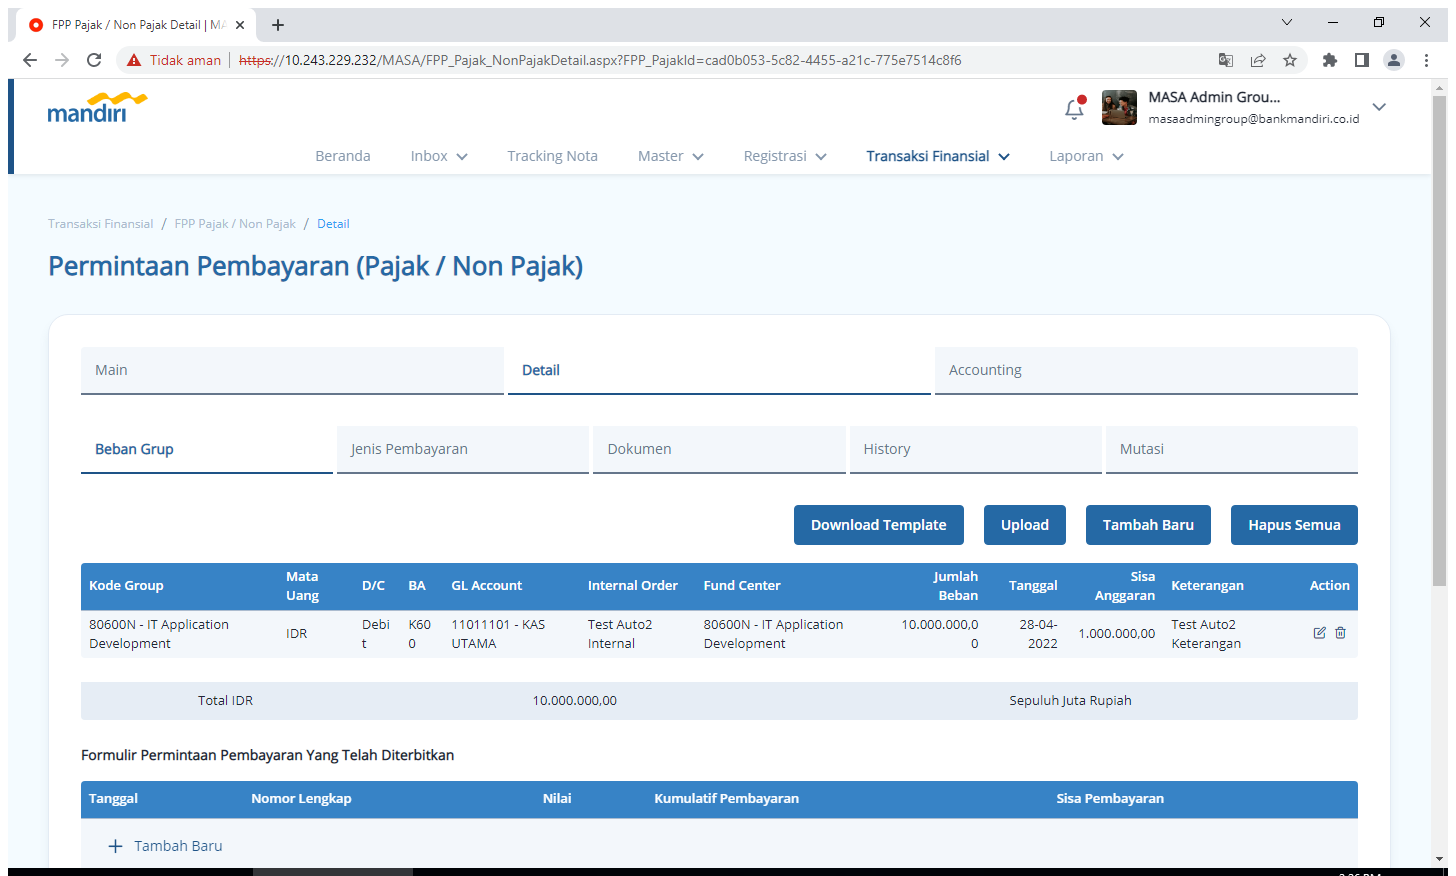 FPP Pajak / Non Pajak Detail | MA
Tidak aman | https://10.243.229.232/MASA/FPP_Pajak_NonPajakDetail.aspx?FPP_PajakId=cad0b053-5c82-4455-a21c-775e7514c8f6
mandiri
MASA Admin Grou...
masaadmingroup@bankmandiri.co.id
Beranda Inbox Tracking Nota Master Registrasi Transaksi Finansial Laporan
Transaksi Finansial / FPP Pajak / Non Pajak / Detail
Permintaan Pembayaran (Pajak / Non Pajak)
Main Detail Accounting
Beban Grup Jenis Pembayaran Dokumen History Mutasi
Download Template Upload Tambah Baru Hapus Semua
Kode Group Mata Uang D/C BA GL Account Internal Order Fund Center Jumlah Beban Tanggal Sisa Anggaran Keterangan Action
80600N - IT Application Development IDR Debit K600 11011101 - KAS UTAMA Test Auto2 Internal 80600N - IT Application Development 10.000.000,00 28-04-2022 1.000.000,00 Test Auto2 Keterangan
Total IDR 10.000.000,00 Sepuluh Juta Rupiah
Formulir Permintaan Pembayaran Yang Telah Diterbitkan
Tanggal Nomor Lengkap Nilai Kumulatif Pembayaran Sisa Pembayaran
+ Tambah Baru